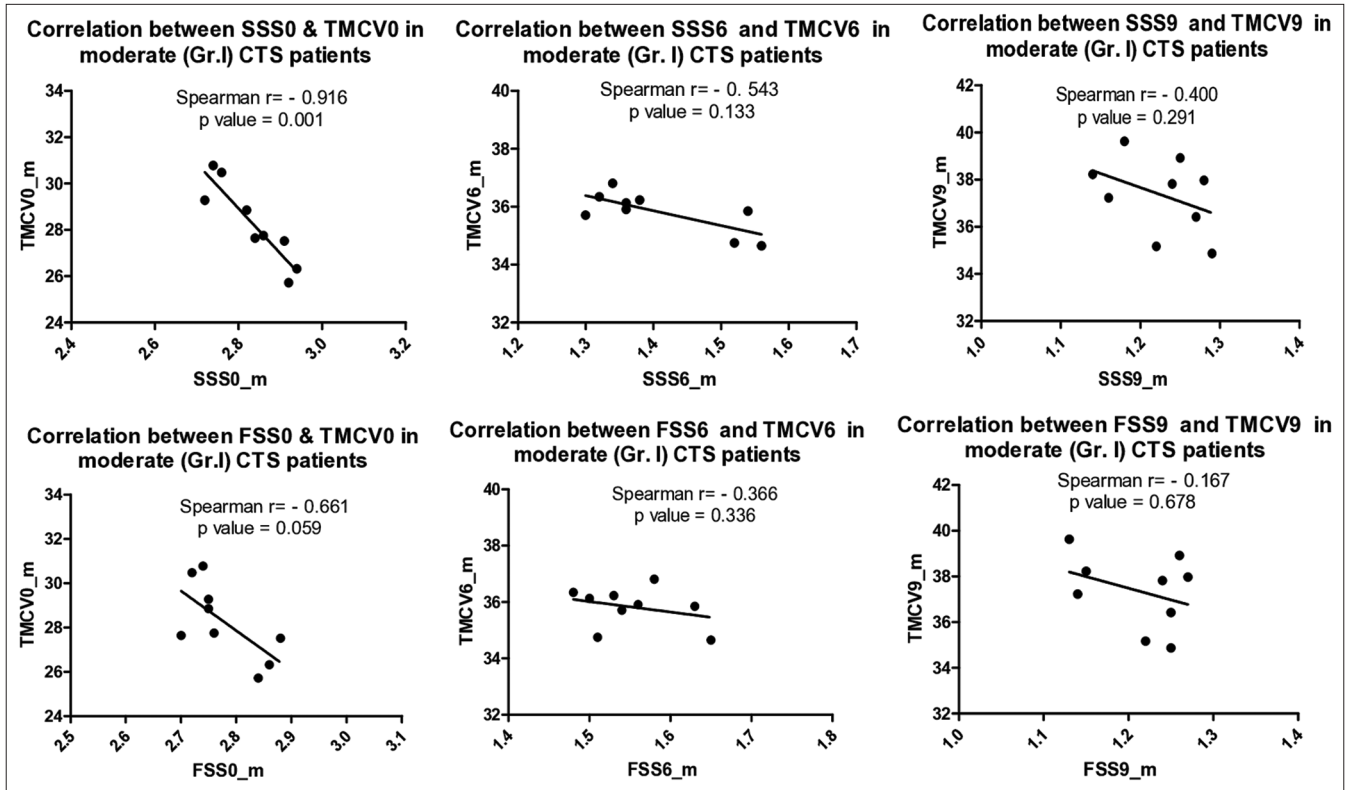 Correlation between SSS0 & TMCV0 in
moderate (Gr.I) CTS patients
Spearman r= - 0.916
p value = 0.001
34
32
30
28
26
24
TMCV0_m
2.4
2.6
2.8
3.0
3.2
SSS0_m
Correlation between SSS6 and TMCV6 in
moderate (Gr. I) CTS patients
Spearman r= - 0. 543
p value = 0.133
40
38
36
34
32
TMCV6_m
1.2
1.3
1.4
1.5
1.6
1.7
SSS6_m
Correlation between SSS9 and TMCV9 in
moderate (Gr. I) CTS patients
Spearman r= - 0.400
p value = 0.291
42
40
38
36
34
32
TMCV9_m
1.0
1.1
1.2
1.3
1.4
SSS9_m
Correlation between FSS0 & TMCV0 in
moderate (Gr.I) CTS patients
Spearman r= - 0.661
p value = 0.059
34
32
30
28
26
24
TMCV0_m
2.5
2.6
2.7
2.8
2.9
3.0
3.1
FSS0_m
Correlation between FSS6 and TMCV6 in
moderate (Gr. I) CTS patients
Spearman r= - 0.366
p value = 0.336
40
38
36
34
32
TMCV6_m
1.4
1.5
1.6
1.7
1.8
FSS6_m
Correlation between FSS9 and TMCV9 in
moderate (Gr. I) CTS patients
Spearman r= - 0.167
p value = 0.678
42
40
38
36
34
32
TMCV9_m
1.0
1.1
1.2
1.3
1.4
FSS9_m